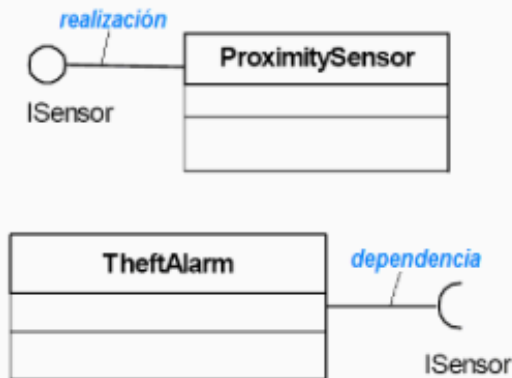 realización
ProximitySensor
ISensor
TheftAlarm
dependencia
ISensor